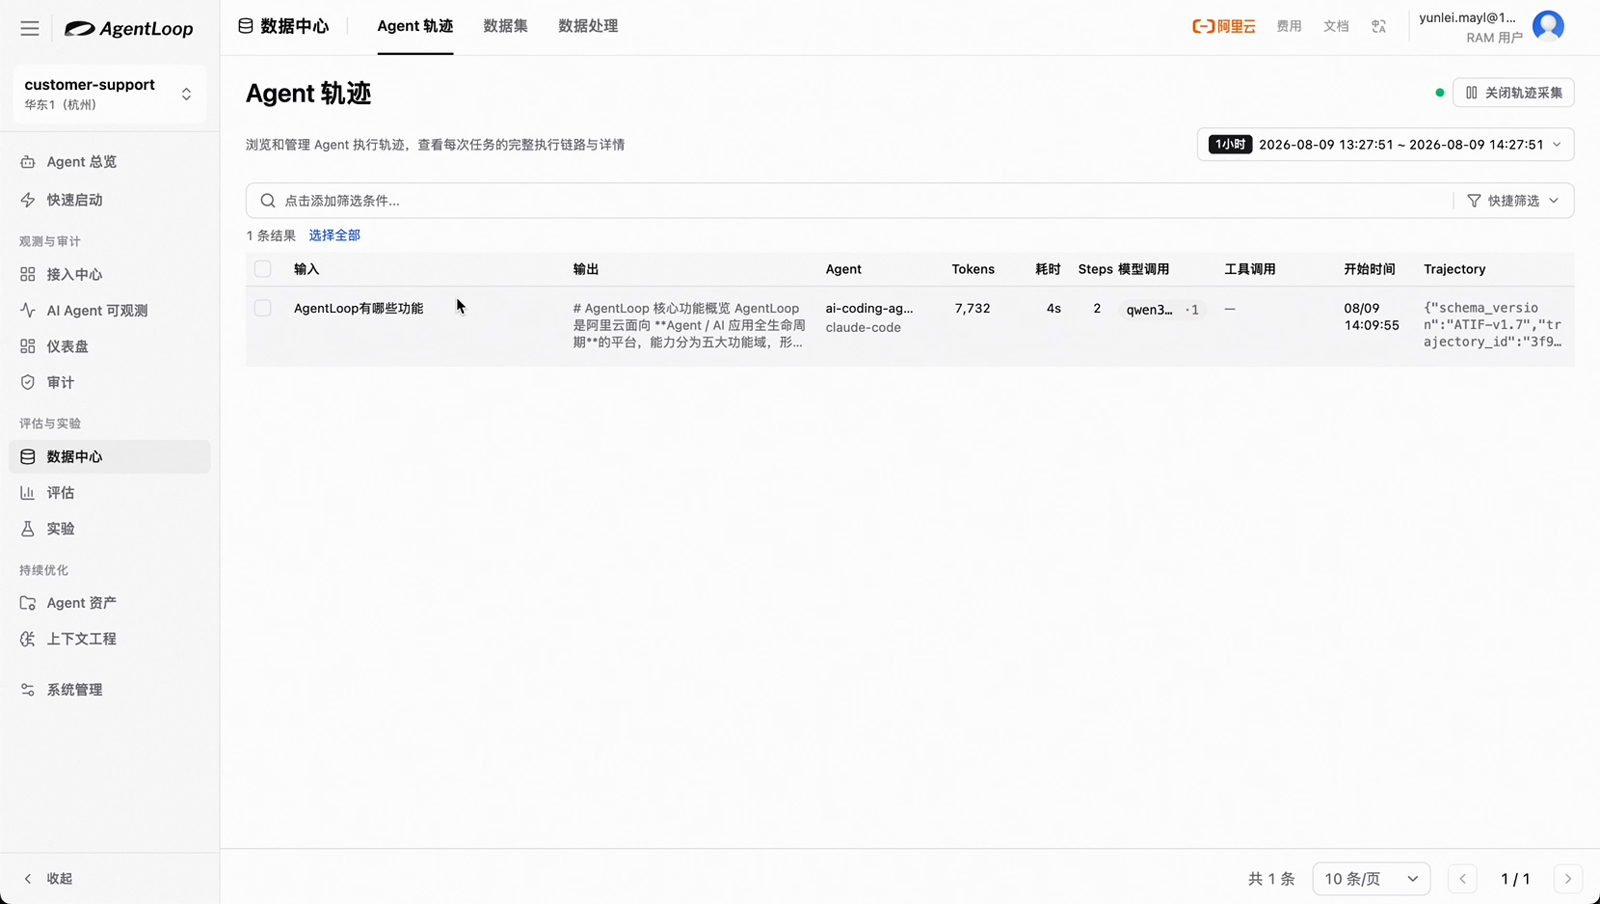 AgentLoop
数据中心
Agent 轨迹
数据集
数据处理
阿里云
费用
文档
yunlei.mayl@1...
RAM 用户
customer-support
华东1（杭州）
Agent 总览
快速启动
观测与审计
接入中心
AI Agent 可观测
仪表盘
审计
评估与实验
数据中心
评估
实验
持续优化
Agent 资产
上下文工程
系统管理
收起
Agent 轨迹
关闭轨迹采集
浏览和管理 Agent 执行轨迹，查看每次任务的完整执行链路与详情
1小时 2026-08-09 13:27:51 ~ 2026-08-09 14:27:51
点击添加筛选条件...
快捷筛选
1 条结果 选择全部
输入 输出 Agent Tokens 耗时 Steps 模型调用 工具调用 开始时间 Trajectory
AgentLoop有哪些功能
# AgentLoop 核心功能概览 AgentLoop
是阿里云面向 **Agent / AI 应用全生命周
期**的平台，能力分为五大功能域，形...
ai-coding-ag...
claude-code
7,732
4s
2
qwen3... ·1
—
08/09
14:09:55
{"schema_versio
n":"ATIF-v1.7","tr
ajectory_id":"3f9...
共 1 条
10 条/页
1 / 1